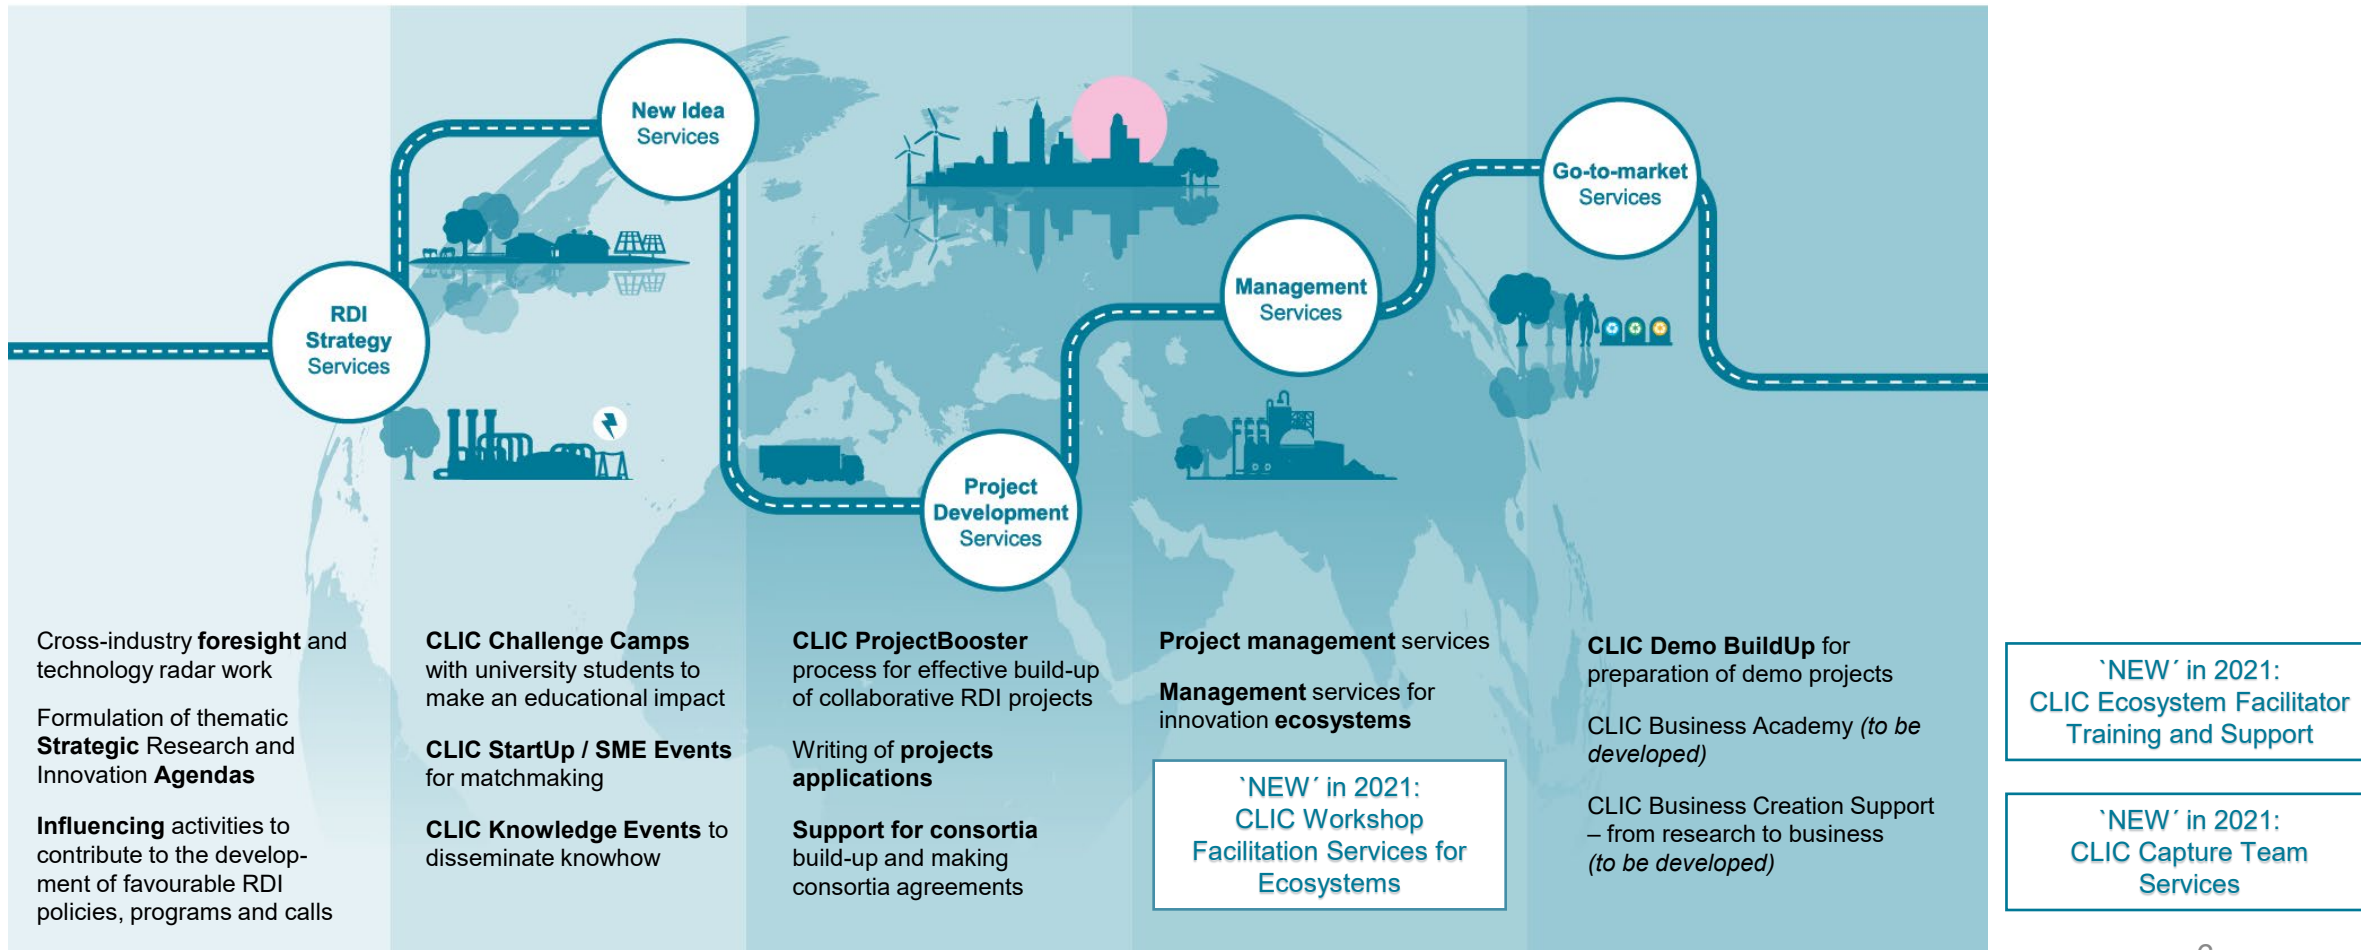 New Idea
Services
Go-to-market
Services
Management
Services
RDI
Strategy
Services
Project
Development
Services
Cross-industry foresight and
technology radar work
Formulation of thematic
Strategic Research and
Innovation Agendas
Influencing activities to
contribute to the develop-
ment of favourable RDI
policies, programs and calls
CLIC Challenge Camps
with university students to
make an educational impact
CLIC StartUp / SME Events
for matchmaking
CLIC Knowledge Events to
disseminate knowhow
CLIC ProjectBooster
process for effective build-up
of collaborative RDI projects
Writing of projects
applications
Support for consortia
build-up and making
consortia agreements
Project management services
Management services for
innovation ecosystems
`NEW´ in 2021:
CLIC Workshop
Facilitation Services for
Ecosystems
CLIC Demo BuildUp for
preparation of demo projects
CLIC Business Academy (to be
developed)
CLIC Business Creation Support
– from research to business
(to be developed)
`NEW´ in 2021:
CLIC Ecosystem Facilitator
Training and Support
`NEW´ in 2021:
CLIC Capture Team
Services